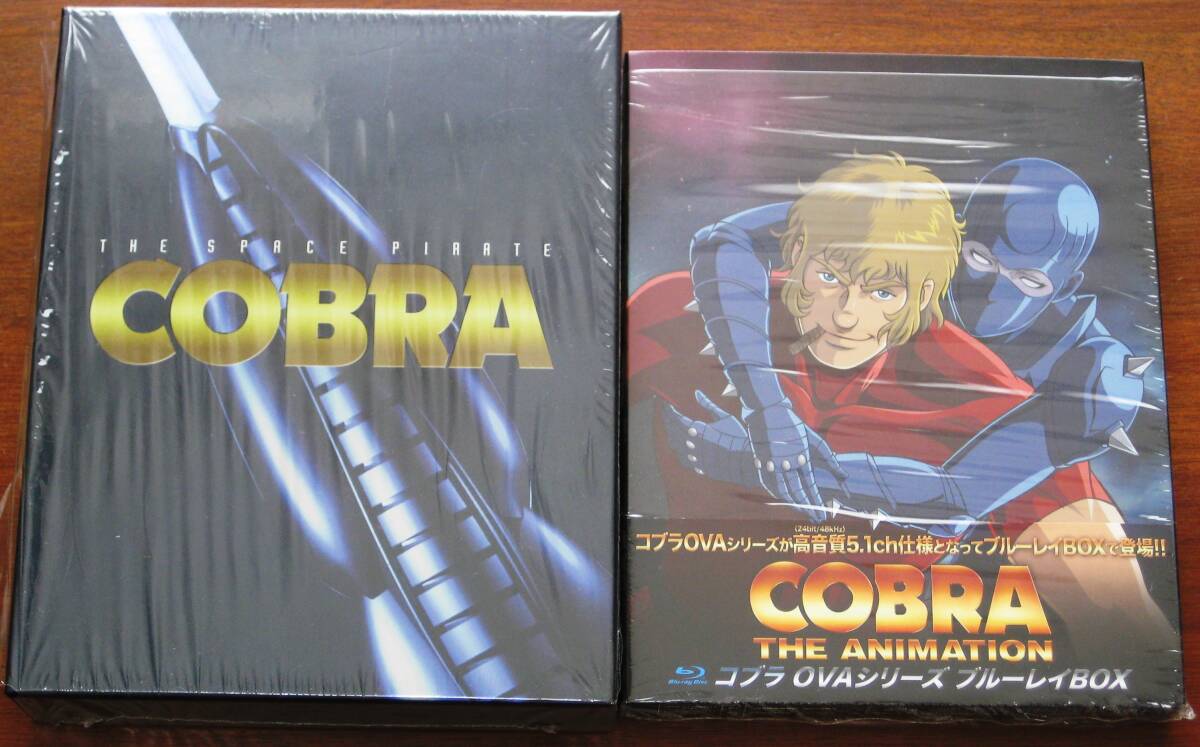 THE SPACE PIRATE
COBRA
(24bit/48kHz)
コブラOVAシリーズが高音質5.1ch仕様となってブルーレイBOXで登場!!
COBRA
THE ANIMATION
Blu-ray Disc
コブラ OVAシリーズ ブルーレイBOX